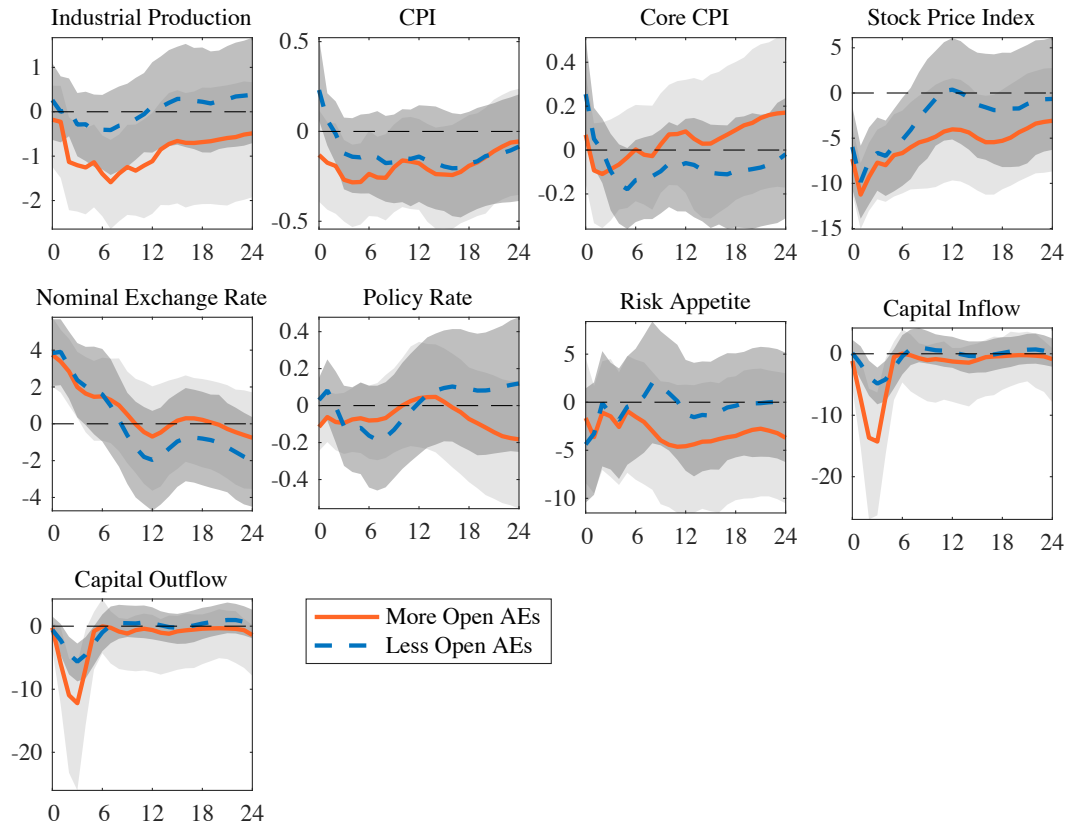 Industrial Production
CPI
Core CPI
Stock Price Index
1
0
-1
-2
0 6 12 18 24
0.5
0
-0.5
0 6 12 18 24
0.4
0.2
0
-0.2
0 6 12 18 24
5
0
-5
-10
-15
0 6 12 18 24
Nominal Exchange Rate
Policy Rate
Risk Appetite
Capital Inflow
4
2
0
-2
-4
0 6 12 18 24
0.4
0.2
0
-0.2
-0.4
0 6 12 18 24
5
0
-5
-10
0 6 12 18 24
0
-10
-20
0 6 12 18 24
Capital Outflow
0
-10
-20
0 6 12 18 24
More Open AEs
Less Open AEs